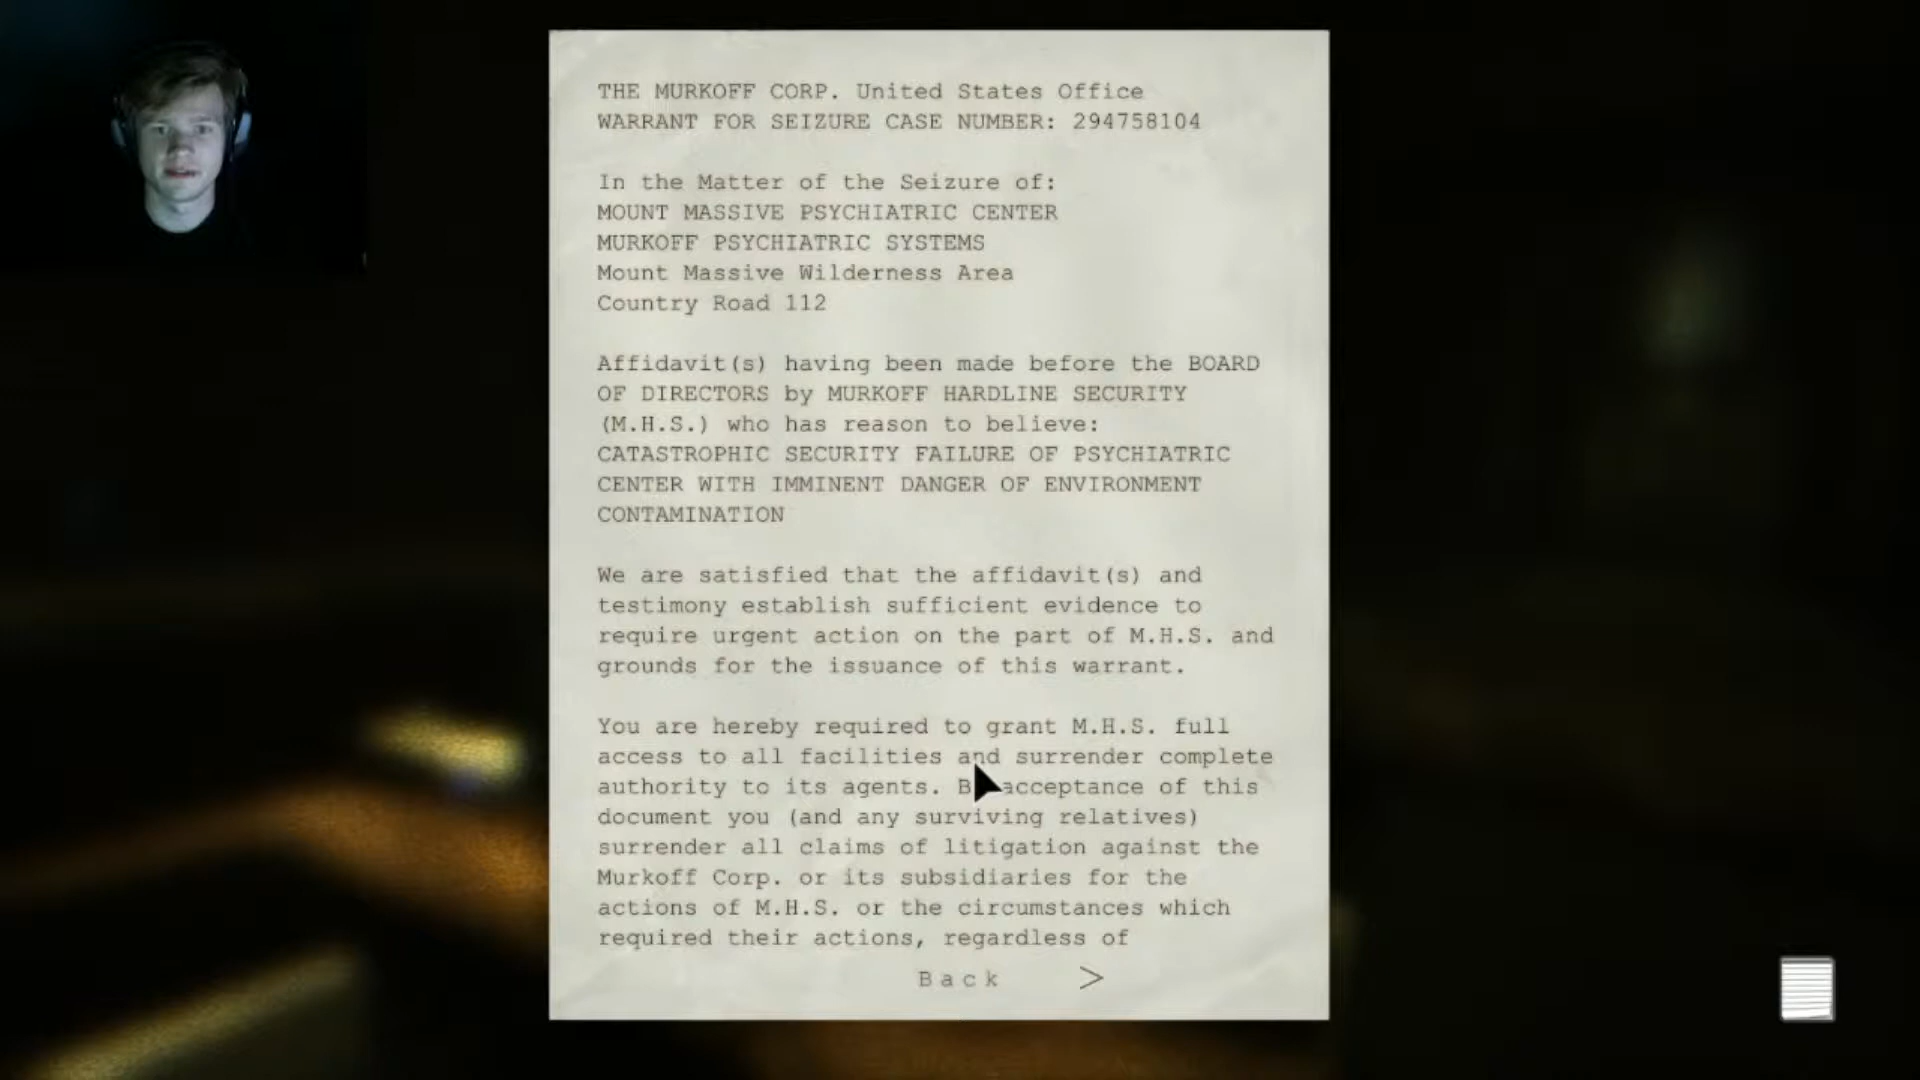 THE MURKOFF CORP. United States Office
WARRANT FOR SEIZURE CASE NUMBER: 294758104
In the Matter of the Seizure of:
MOUNT MASSIVE PSYCHIATRIC CENTER
MURKOFF PSYCHIATRIC SYSTEMS
Mount Massive Wilderness Area
Country Road 112
Affidavit(s) having been made before the BOARD
OF DIRECTORS by MURKOFF HARDLINE SECURITY
(M.H.S.) who has reason to believe:
CATASTROPHIC SECURITY FAILURE OF PSYCHIATRIC
CENTER WITH IMMINENT DANGER OF ENVIRONMENT
CONTAMINATION
We are satisfied that the affidavit(s) and
testimony establish sufficient evidence to
require urgent action on the part of M.H.S. and
grounds for the issuance of this warrant.
You are hereby required to grant M.H.S. full
access to all facilities and surrender complete
authority to its agents. By acceptance of this
document you (and any surviving relatives)
surrender all claims of litigation against the
Murkoff Corp. or its subsidiaries for the
actions of M.H.S. or the circumstances which
required their actions, regardless of
Back >